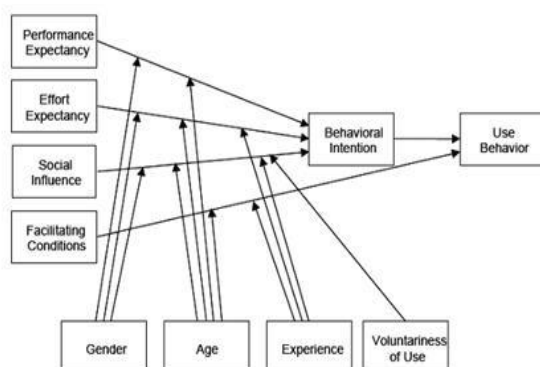 Performance
Expectancy
Effort
Expectancy
Social
Influence
Facilitating
Conditions
Behavioral
Intention
Use
Behavior
Gender
Age
Experience
Voluntariness
of Use